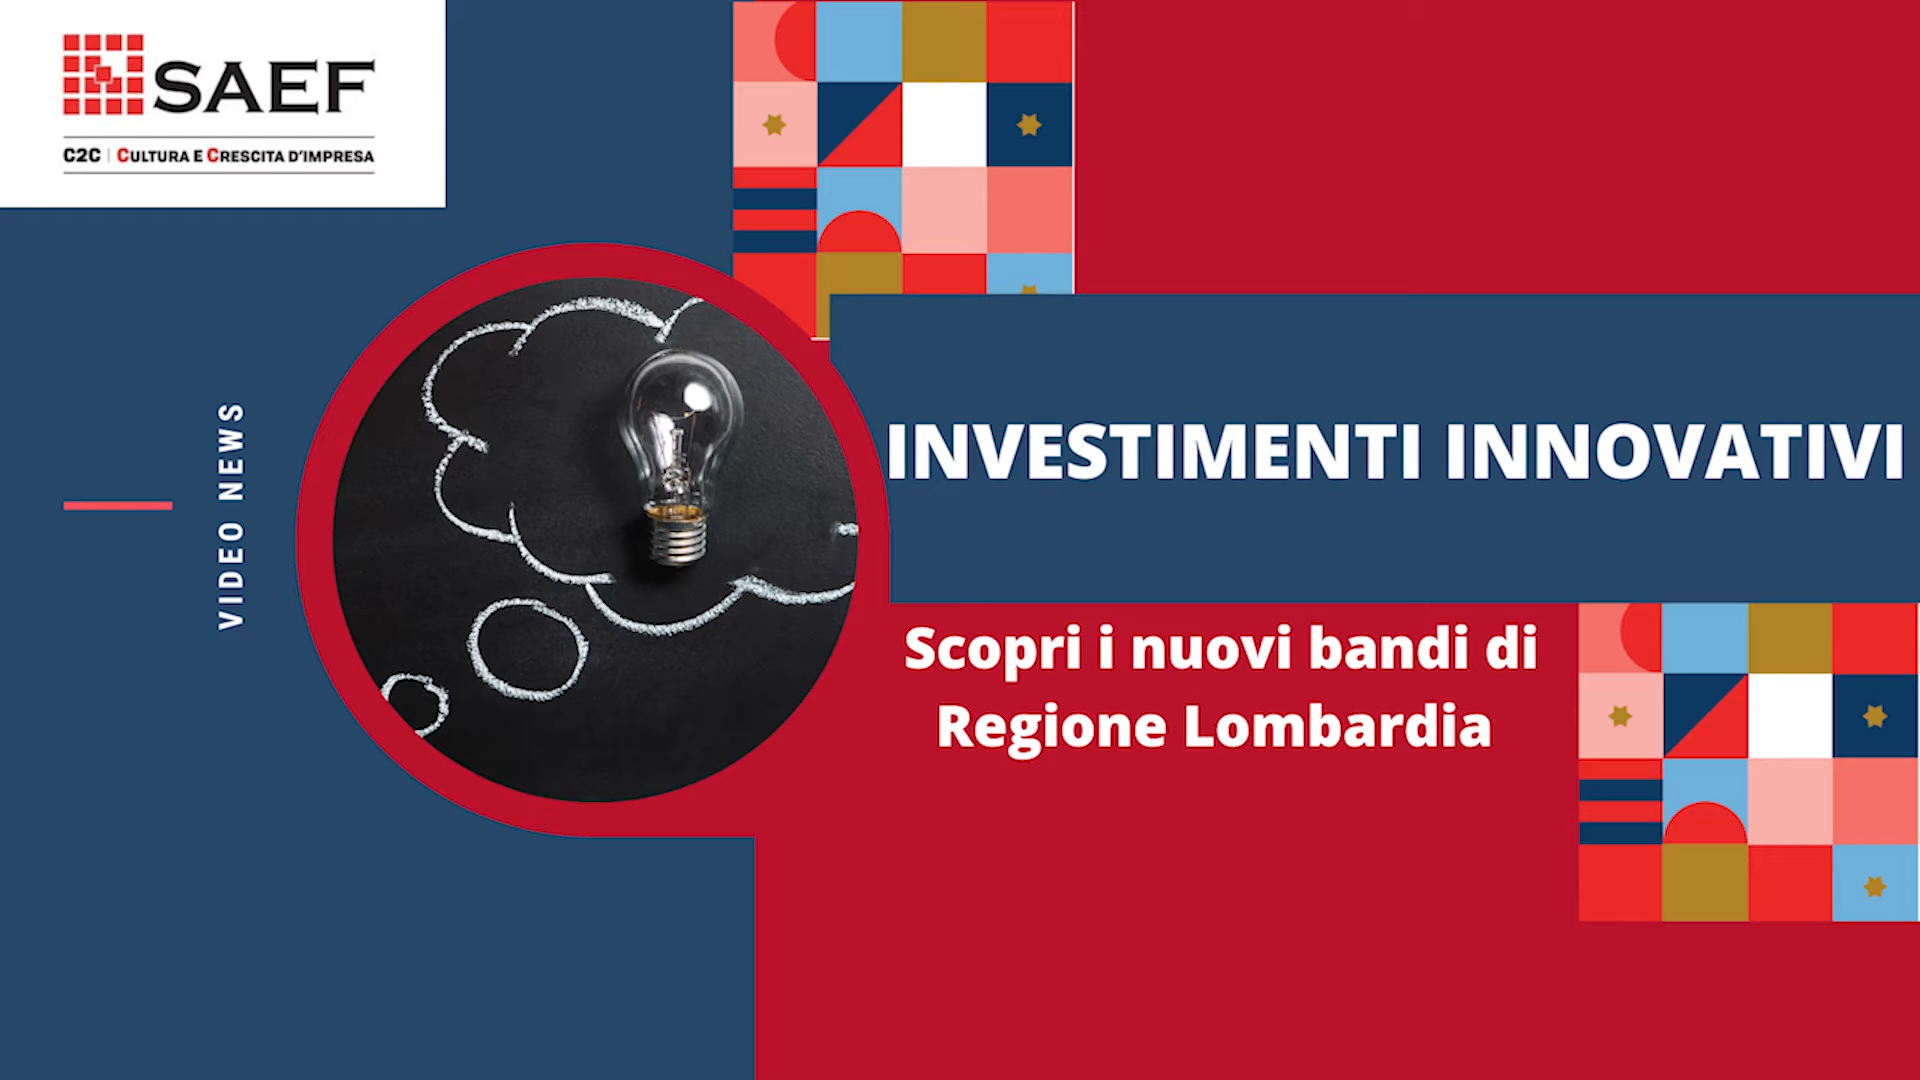 SAEF
C2C | CULTURA E CRESCITA D'IMPRESA
VIDEO NEWS
INVESTIMENTI INNOVATIVI
Scopri i nuovi bandi di
Regione Lombardia